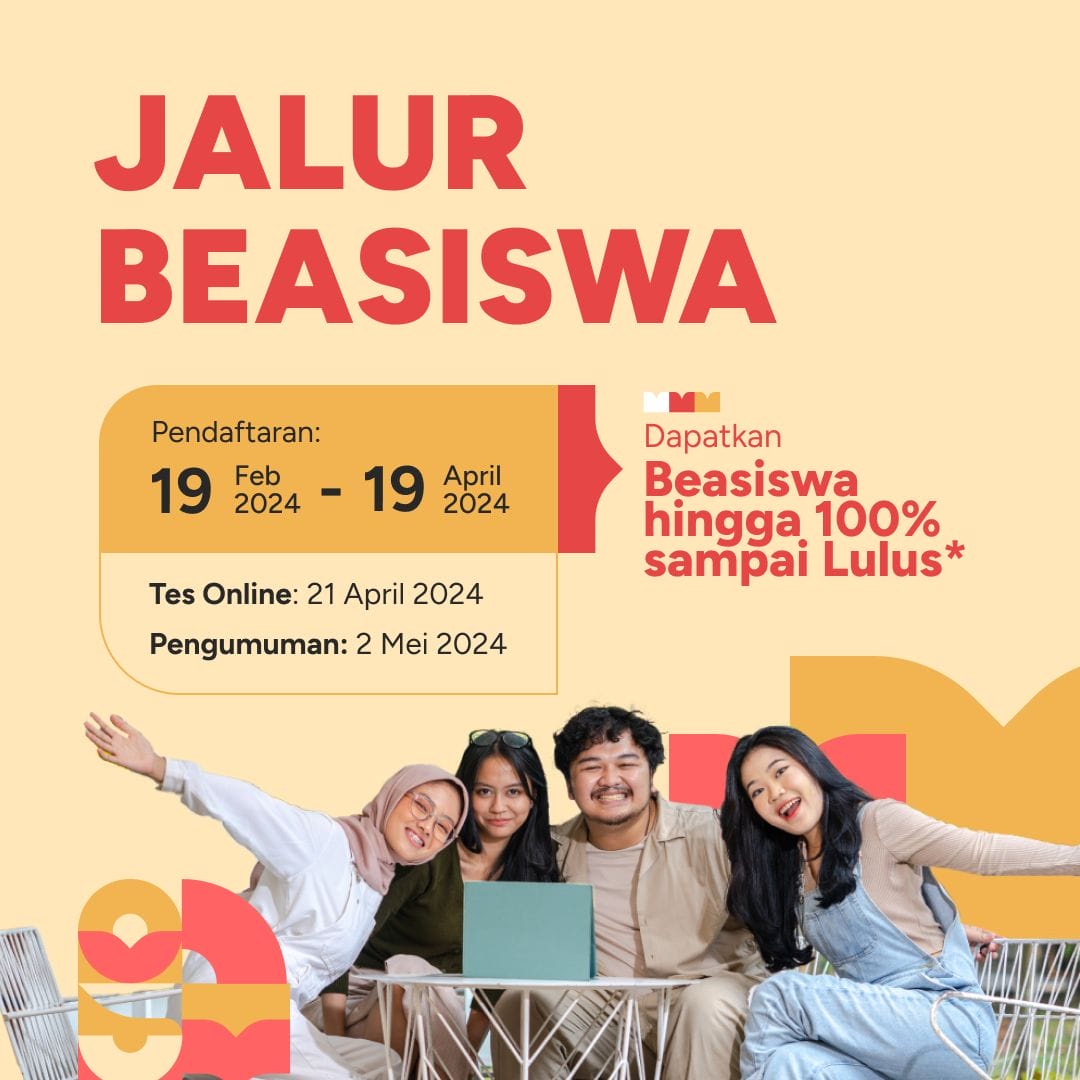 JALUR
BEASISWA
Pendaftaran:
19 Feb 2024 - 19 April 2024
Tes Online: 21 April 2024
Pengumuman: 2 Mei 2024
Dapatkan
Beasiswa
hingga 100%
sampai Lulus*